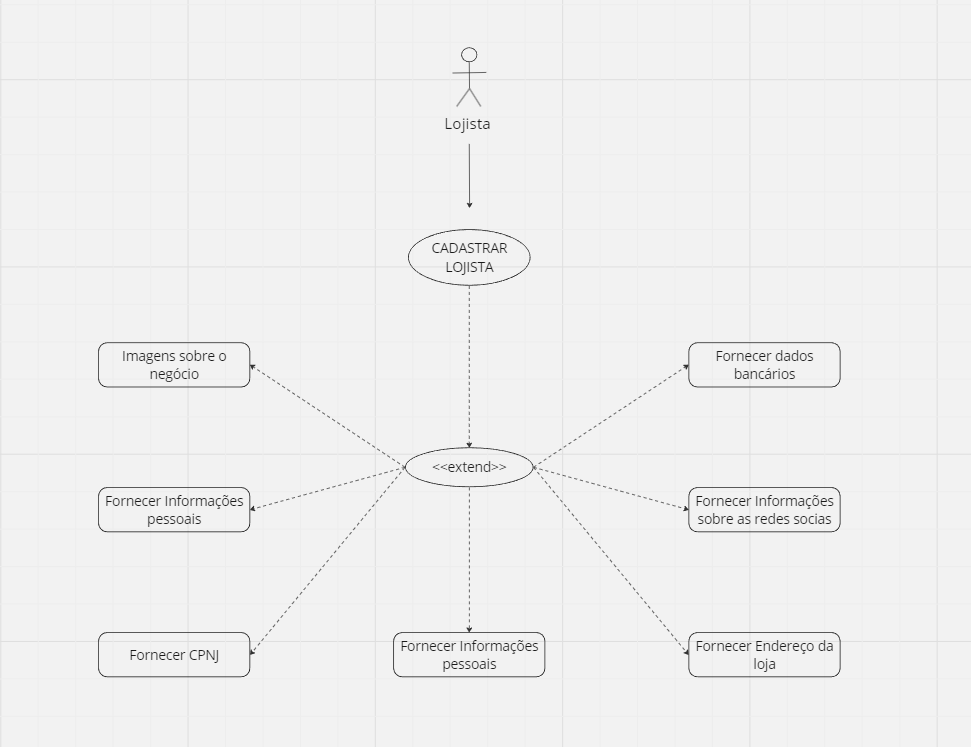 Lojista
CADASTRAR
LOJISTA
Imagens sobre o
negócio
Fornecer dados
bancários
<<extend>>
Fornecer Informações
pessoais
Fornecer Informações
sobre as redes socias
Fornecer CPNJ
Fornecer Informações
pessoais
Fornecer Endereço da
loja